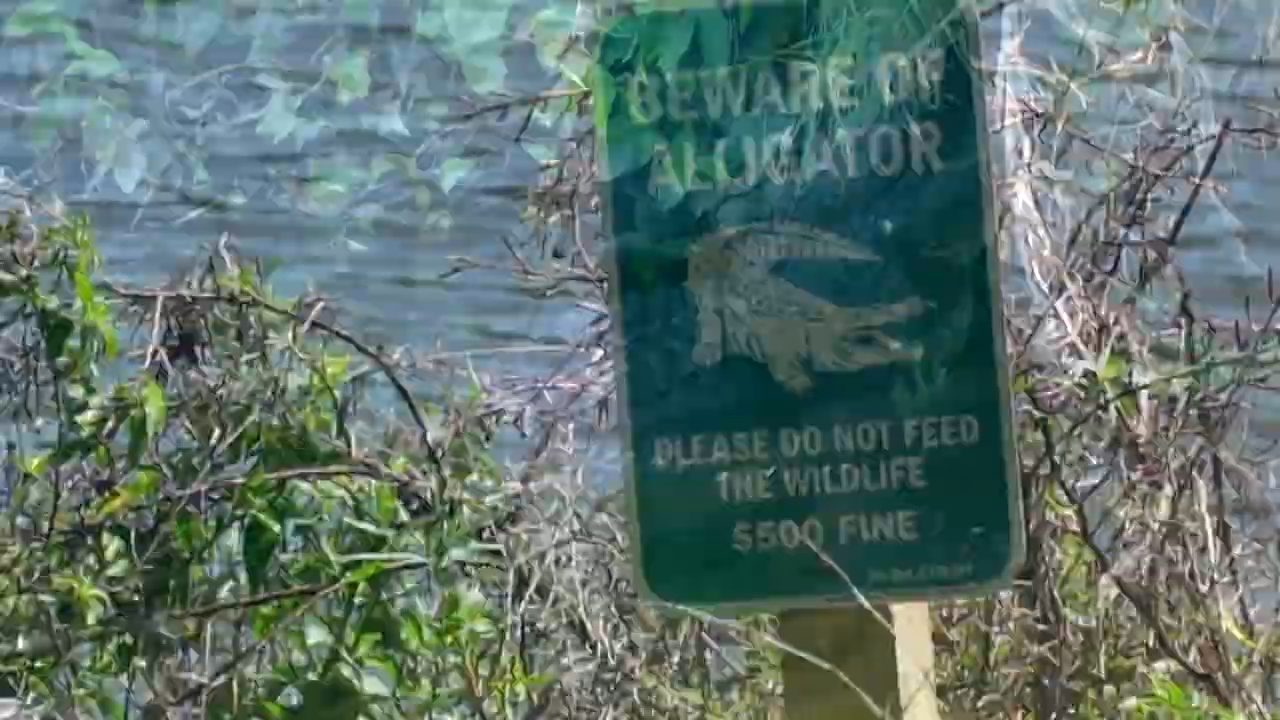 BEWARE OF
ALLIGATOR
PLEASE DO NOT FEED
THE WILDLIFE
$500 FINE